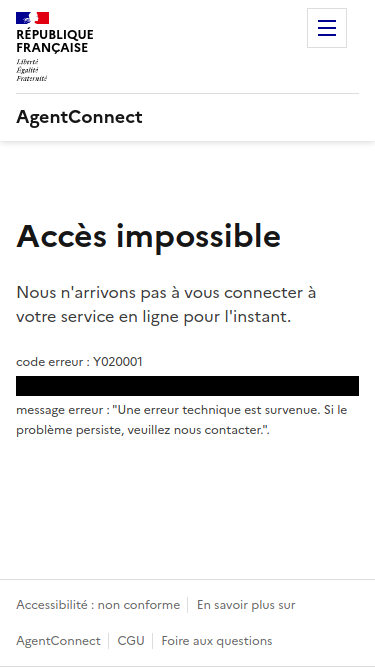 RÉPUBLIQUE
FRANÇAISE
Liberté
Égalité
Fraternité
AgentConnect
Accès impossible
Nous n'arrivons pas à vous connecter à
votre service en ligne pour l'instant.
code erreur : Y020001
message erreur : "Une erreur technique est survenue. Si le
problème persiste, veuillez nous contacter.".
Accessibilité : non conforme
En savoir plus sur
AgentConnect
CGU
Foire aux questions